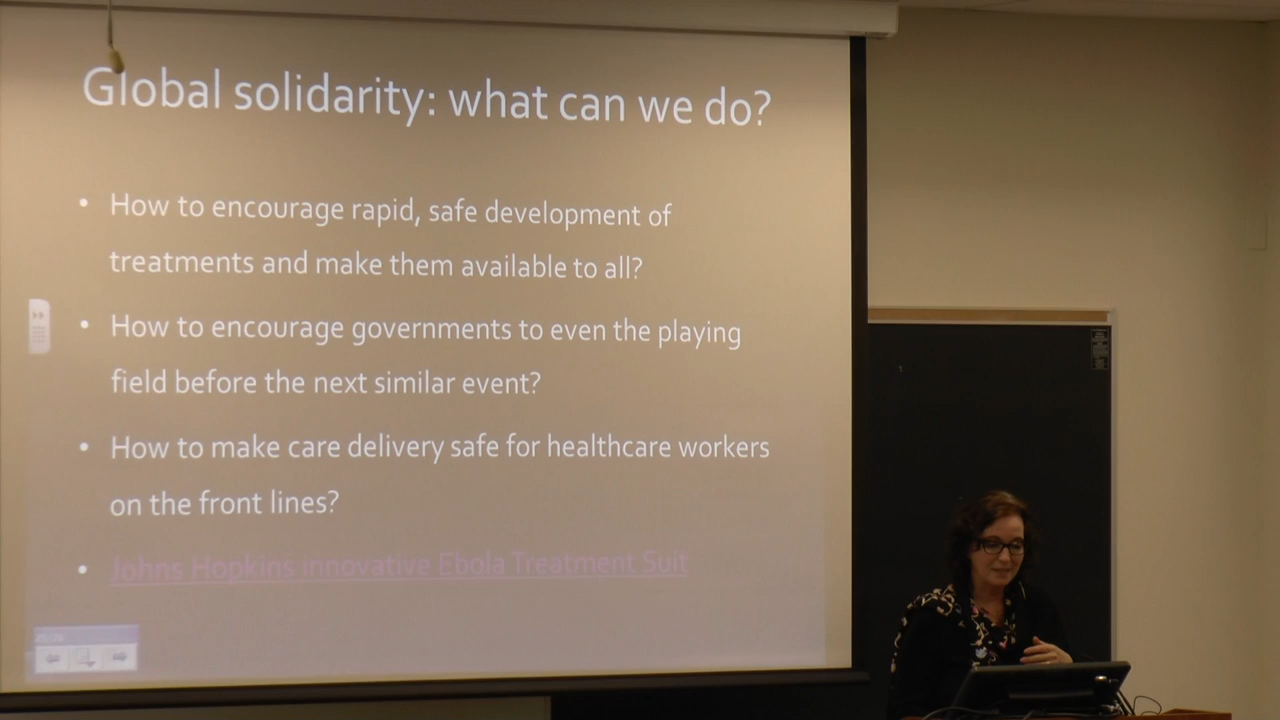 Global solidarity: what can we do?
• How to encourage rapid, safe development of
treatments and make them available to all?
• How to encourage governments to even the playing
field before the next similar event?
• How to make care delivery safe for healthcare workers
on the front lines?
• Johns Hopkins Innovative Ebola Treatment Suit